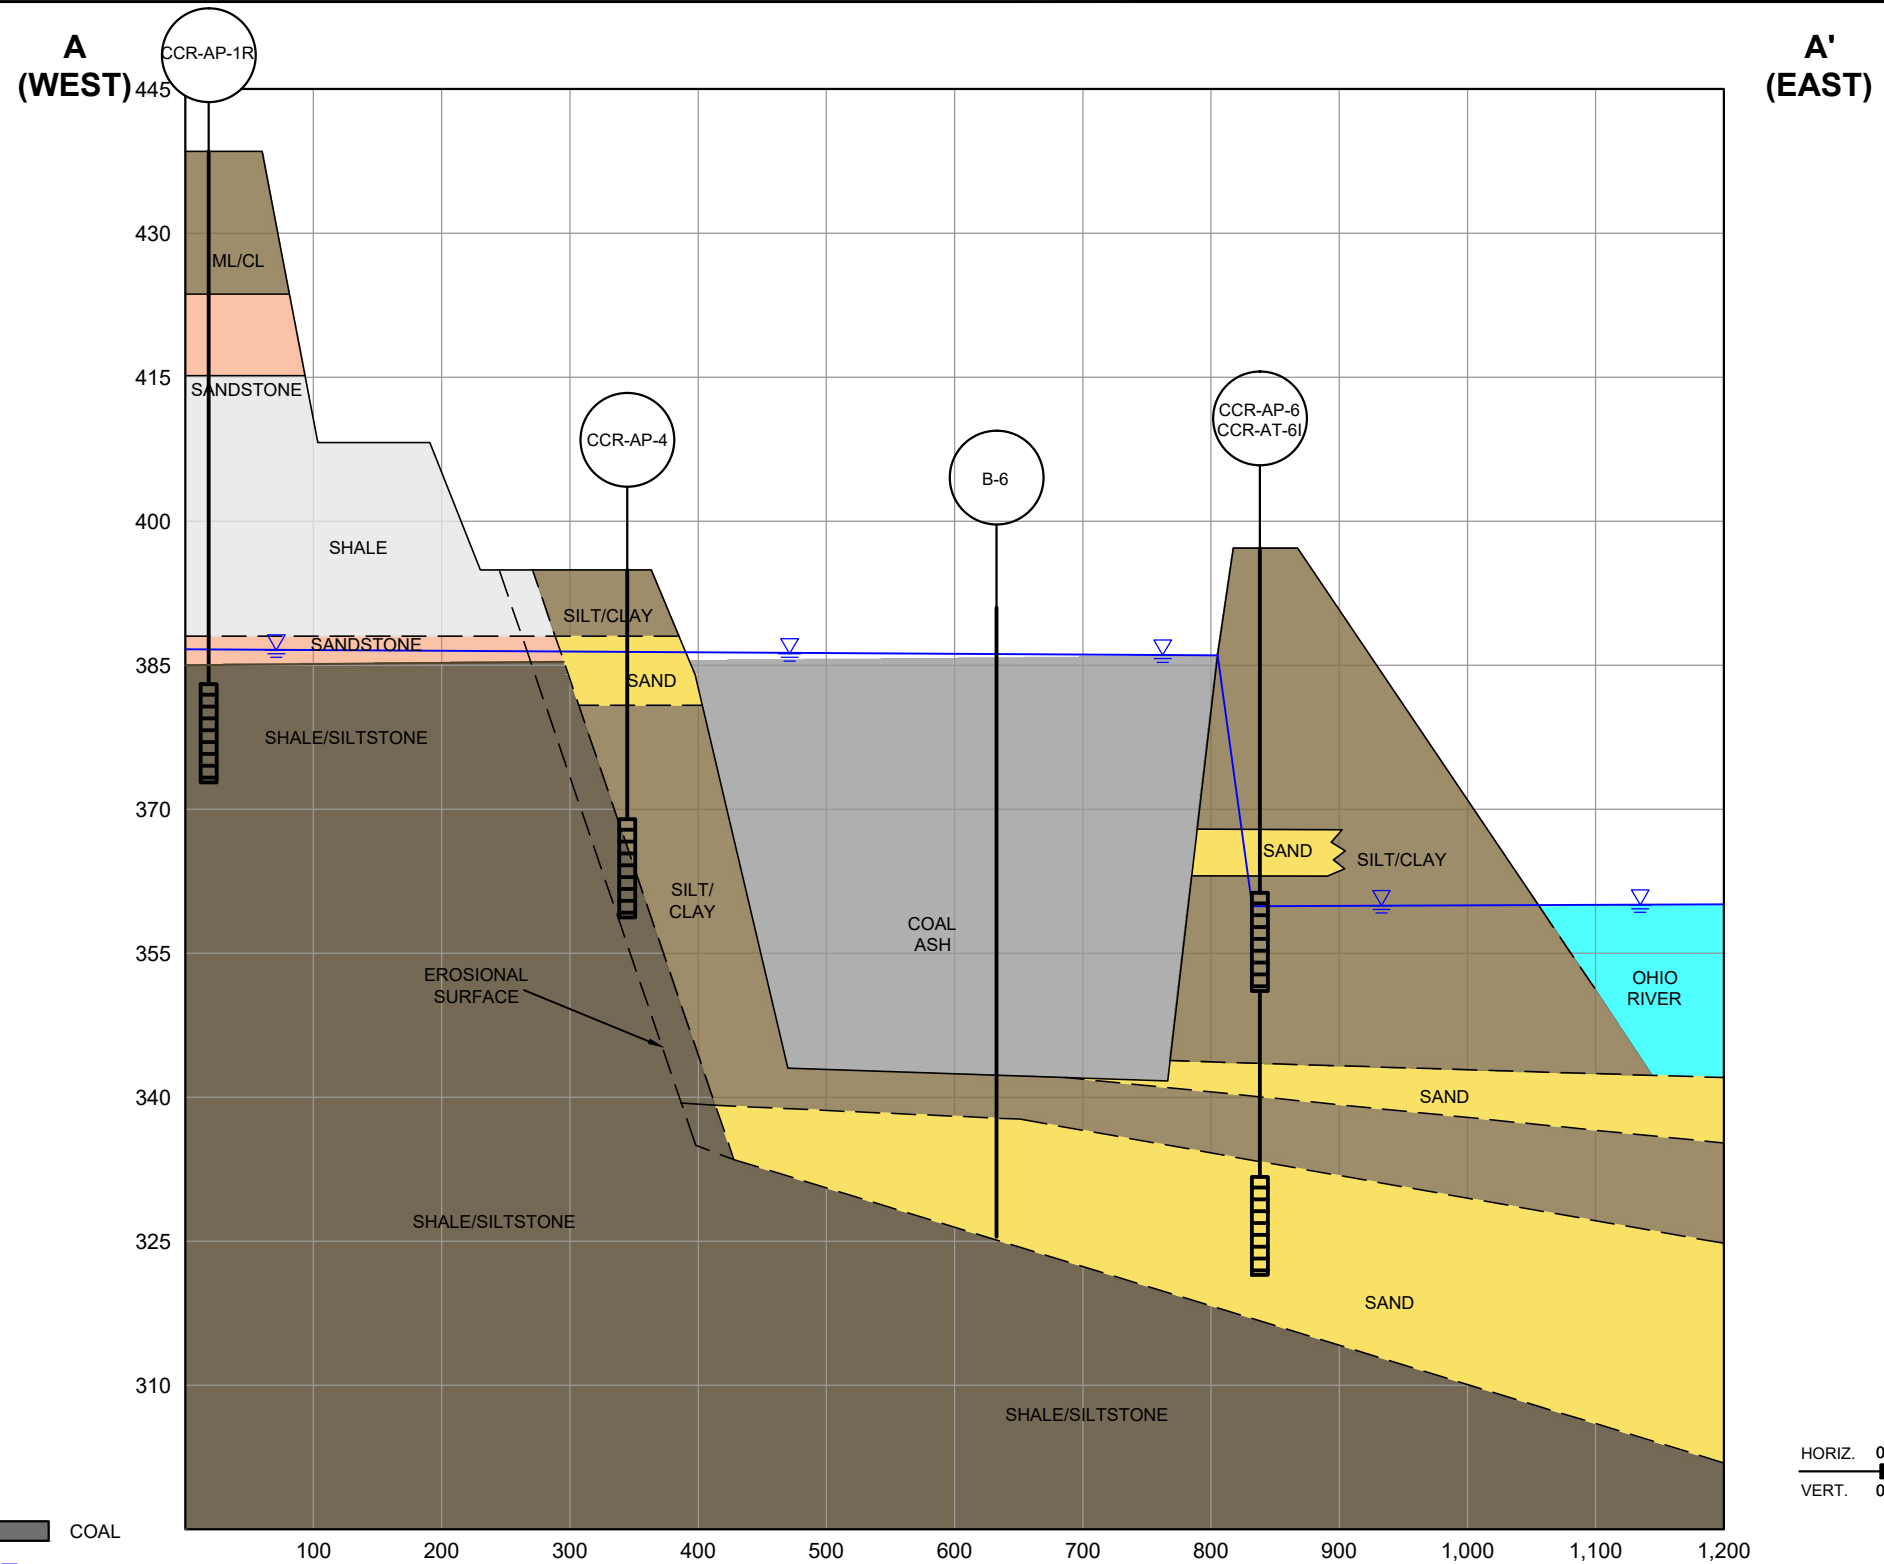 A
(WEST)
CCR-AP-1R
A'
(EAST)
445
430
ML/CL
415
SANDSTONE
CCR-AP-4
CCR-AP-6
CCR-AT-6I
B-6
400
SHALE
SILT/CLAY
SANDSTONE
385
SAND
SHALE/SILTSTONE
370
SAND
SILT/CLAY
SILT/
CLAY
COAL
ASH
355
EROSIONAL
SURFACE
OHIO
RIVER
340
SAND
SHALE/SILTSTONE
325
SAND
310
SHALE/SILTSTONE
HORIZ. 0
VERT. 0
COAL
100 200 300 400 500 600 700 800 900 1,000 1,100 1,200